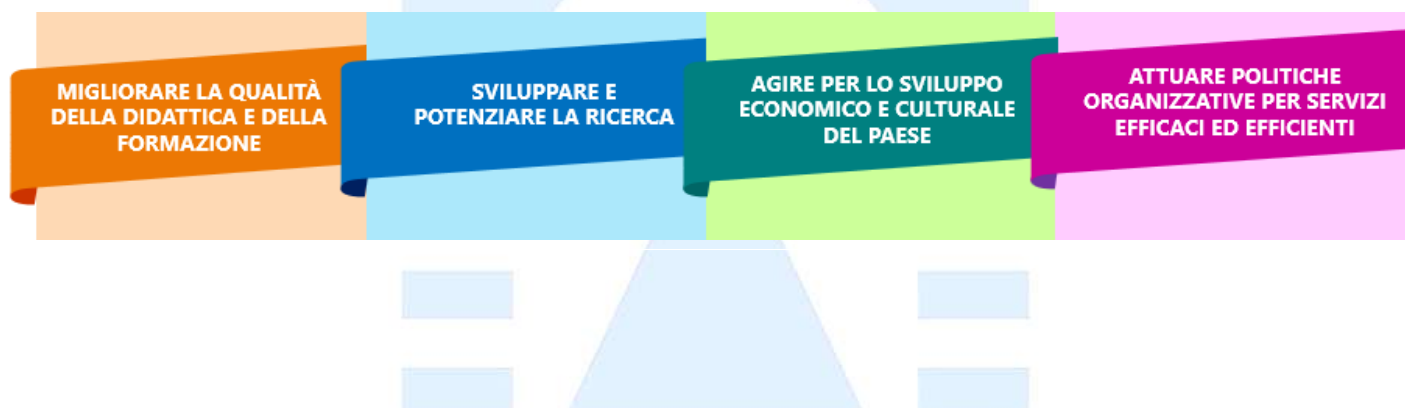 MIGLIORARE LA QUALITÀ
DELLA DIDATTICA E DELLA
FORMAZIONE
SVILUPPARE E
POTENZIARE LA RICERCA
AGIRE PER LO SVILUPPO
ECONOMICO E CULTURALE
DEL PAESE
ATTUARE POLITICHE
ORGANIZZATIVE PER SERVIZI
EFFICACI ED EFFICIENTI